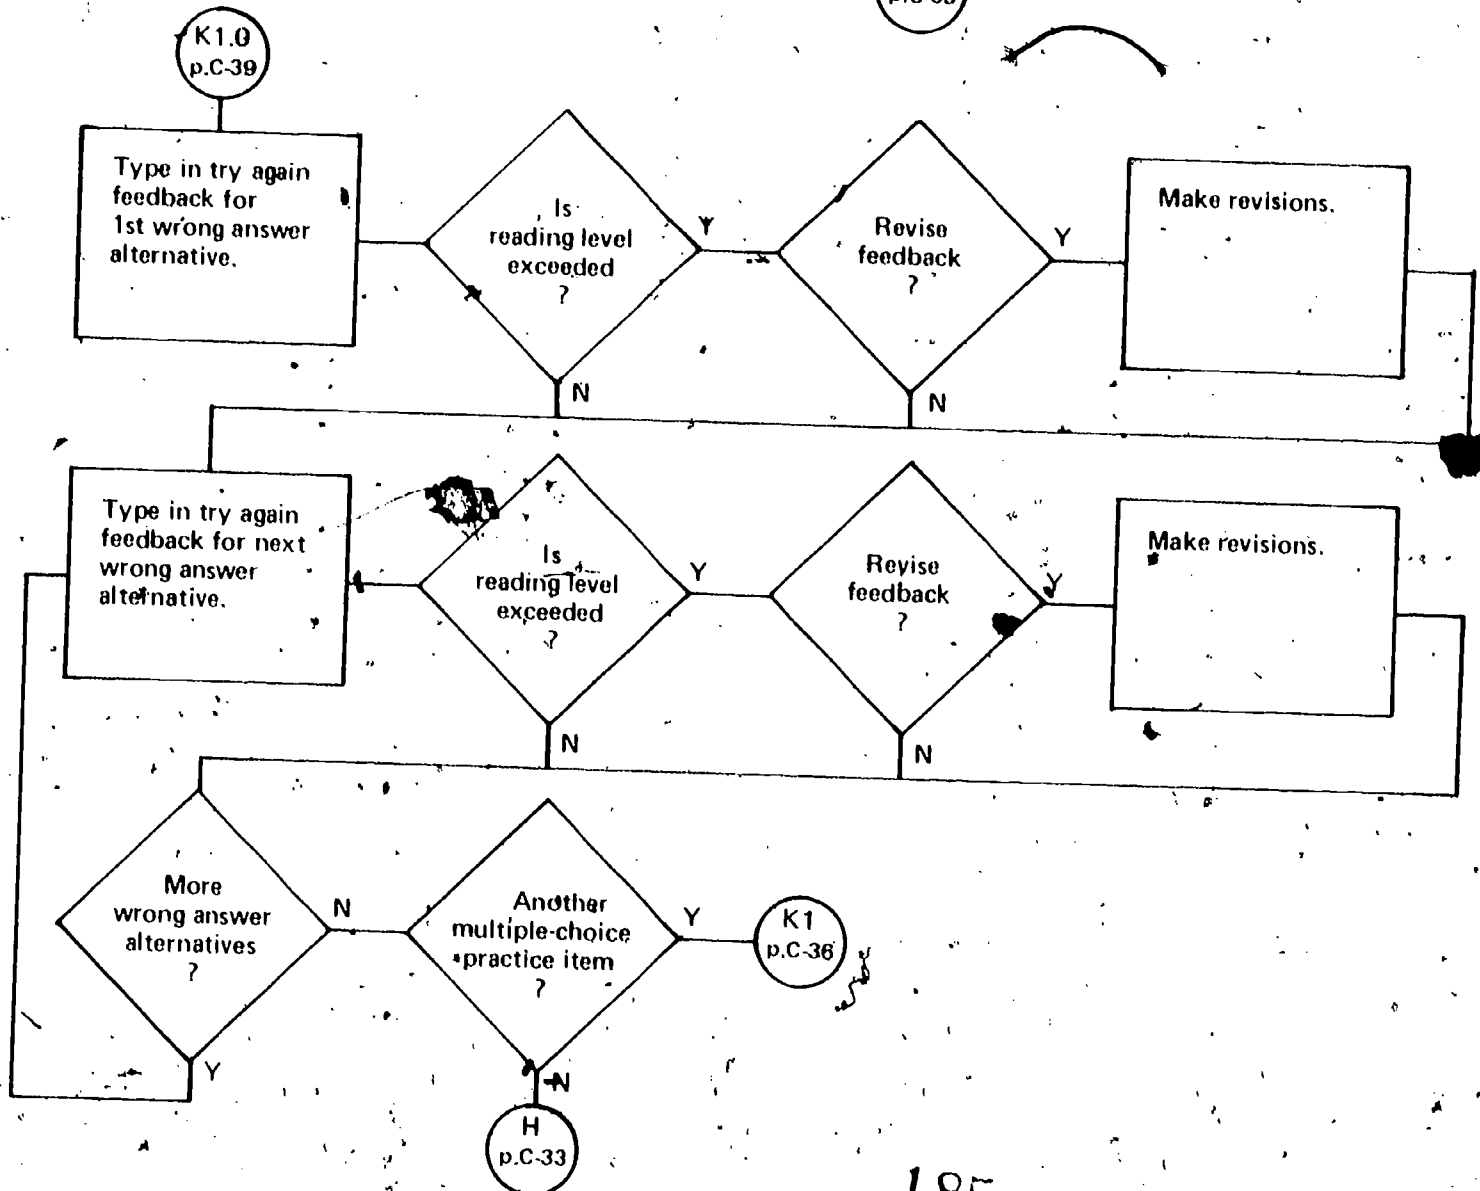 K1.0
p.C-39
Type in try again
feedback for
1st wrong answer
alternative.
Is
reading level
exceeded
?
Y
N
Revise
feedback
?
Y
N
Make revisions.
Type in try again
feedback for next
wrong answer
alternative.
Is
reading level
exceeded
?
Y
N
Revise
feedback
?
Y
N
Make revisions.
More
wrong answer
alternatives
?
N
Y
Another
multiple-choice
practice item
?
Y
N
K1
p.C-36
H
p.C-33